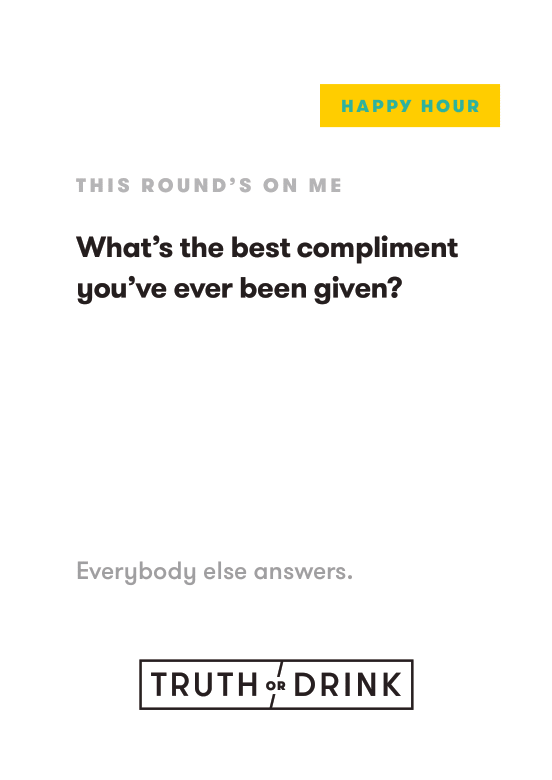 HAPPY HOUR
THIS ROUND’S ON ME
What’s the best compliment
you’ve ever been given?
Everybody else answers.
TRUTH OR DRINK